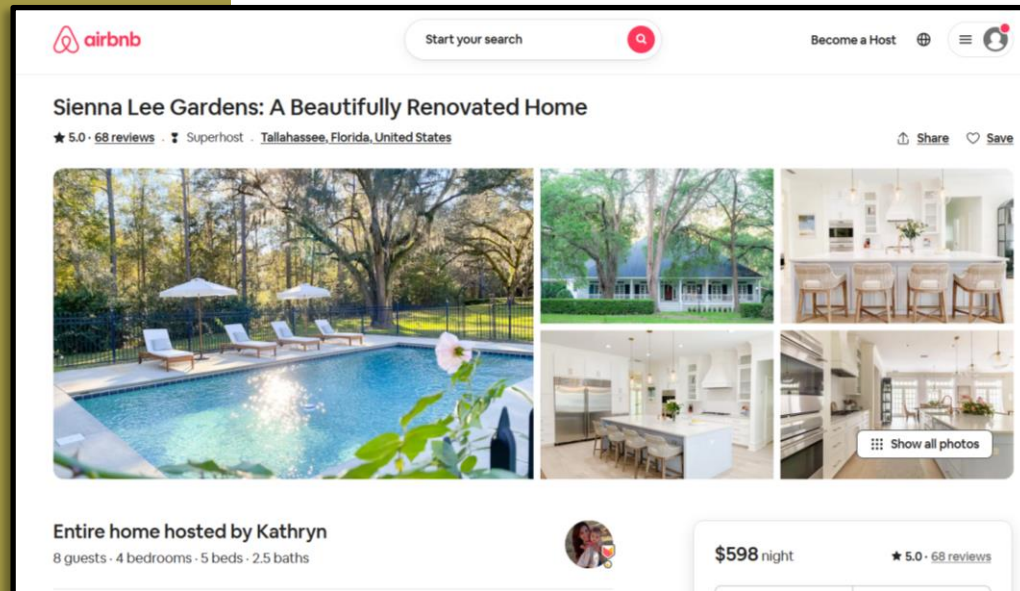 airbnb
Start your search
Become a Host
Sienna Lee Gardens: A Beautifully Renovated Home
★ 5.0 · 68 reviews · Superhost · Tallahassee, Florida, United States
Share Save
Show all photos
Entire home hosted by Kathryn
8 guests · 4 bedrooms · 5 beds · 2.5 baths
$598 night
★ 5.0 · 68 reviews